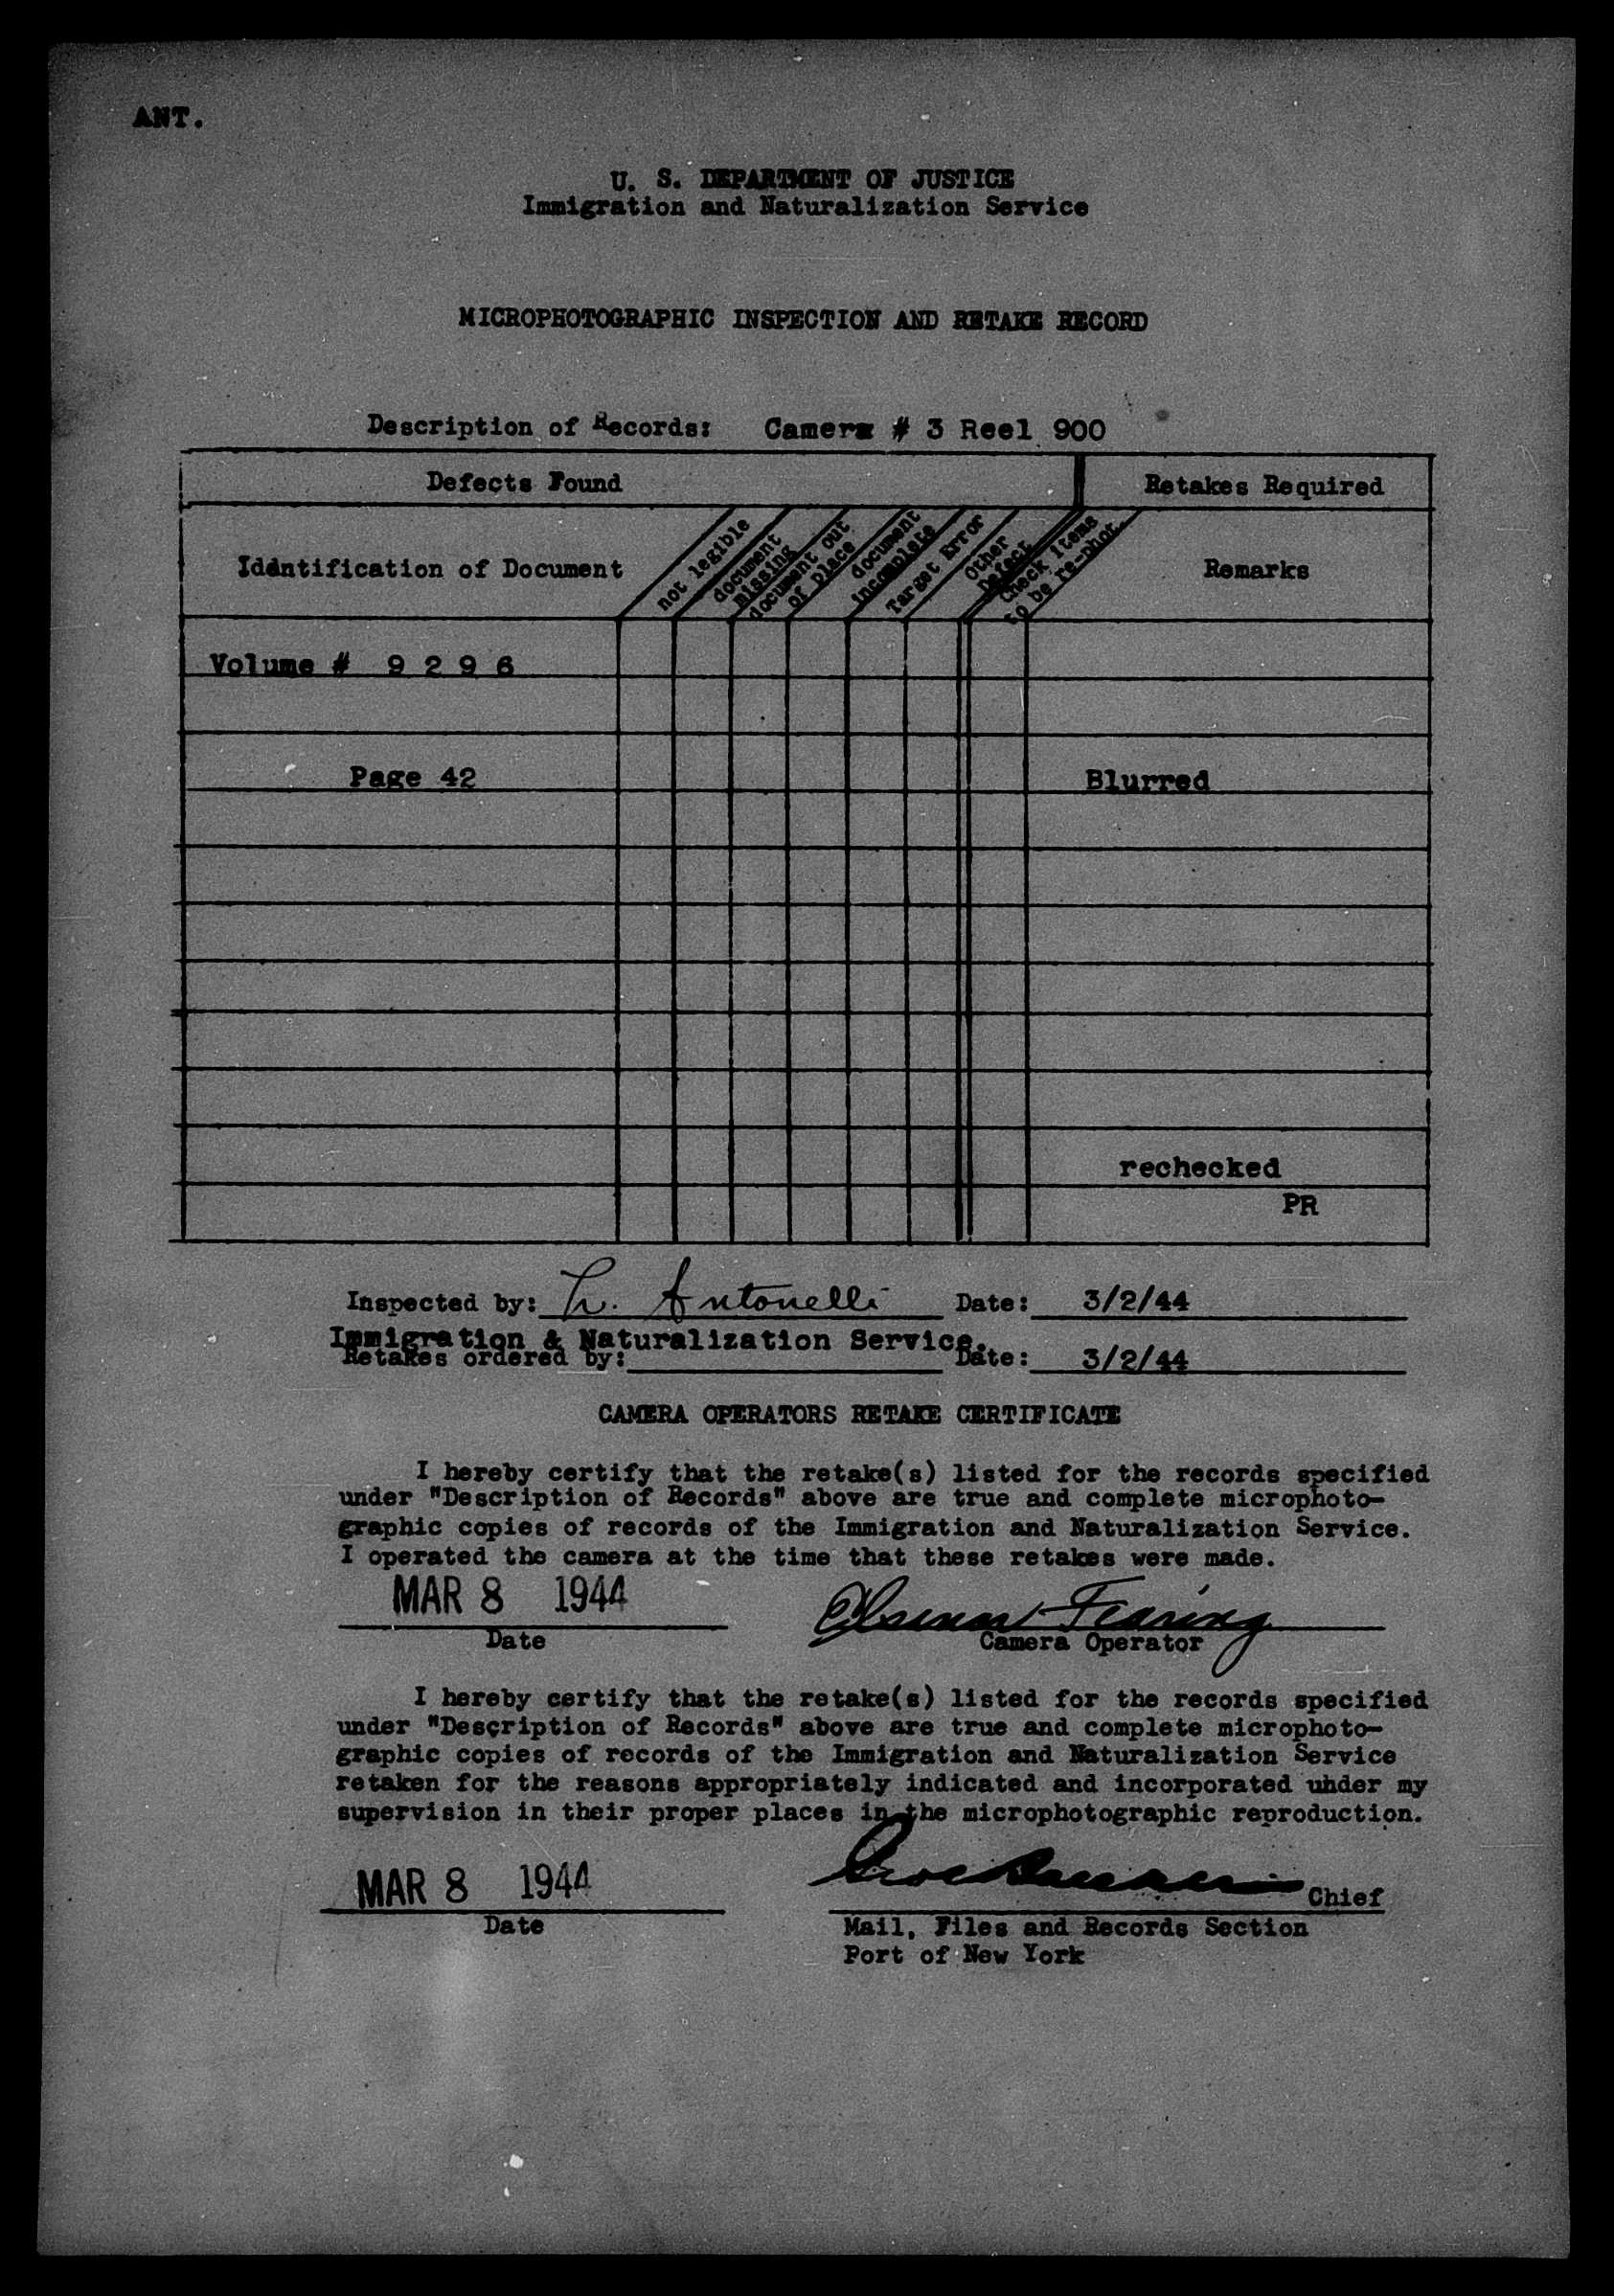 ANT.
U. S. DEPARTMENT OF JUSTICE
Immigration and Naturalization Service
MICROPHOTOGRAPHIC INSPECTION AND RETAKE RECORD
Description of Records: Camera # 3 Reel 900
Defects Found
Retakes Required
Iddntification of Document
not legible
document missing
document out of place
document incomplete
Target Error
Other Defect
Check items to be re-phot.
Remarks
Volume # 9 2 9 6
Page 42
Blurred
rechecked
PR
Inspected by: L. Antonelli Date: 3/2/44
Immigration & Naturalization Service.
Retakes ordered by: Date: 3/2/44
CAMERA OPERATORS RETAKE CERTIFICATE
I hereby certify that the retake(s) listed for the records specified
under "Description of Records" above are true and complete microphoto-
graphic copies of records of the Immigration and Naturalization Service.
I operated the camera at the time that these retakes were made.
MAR 8 1944
Fearing
Date
Camera Operator
I hereby certify that the retake(s) listed for the records specified
under "Description of Records" above are true and complete microphoto-
graphic copies of records of the Immigration and Naturalization Service
retaken for the reasons appropriately indicated and incorporated under my
supervision in their proper places in the microphotographic reproduction.
MAR 8 1944
Chief
Date
Mail, Files and Records Section
Port of New York